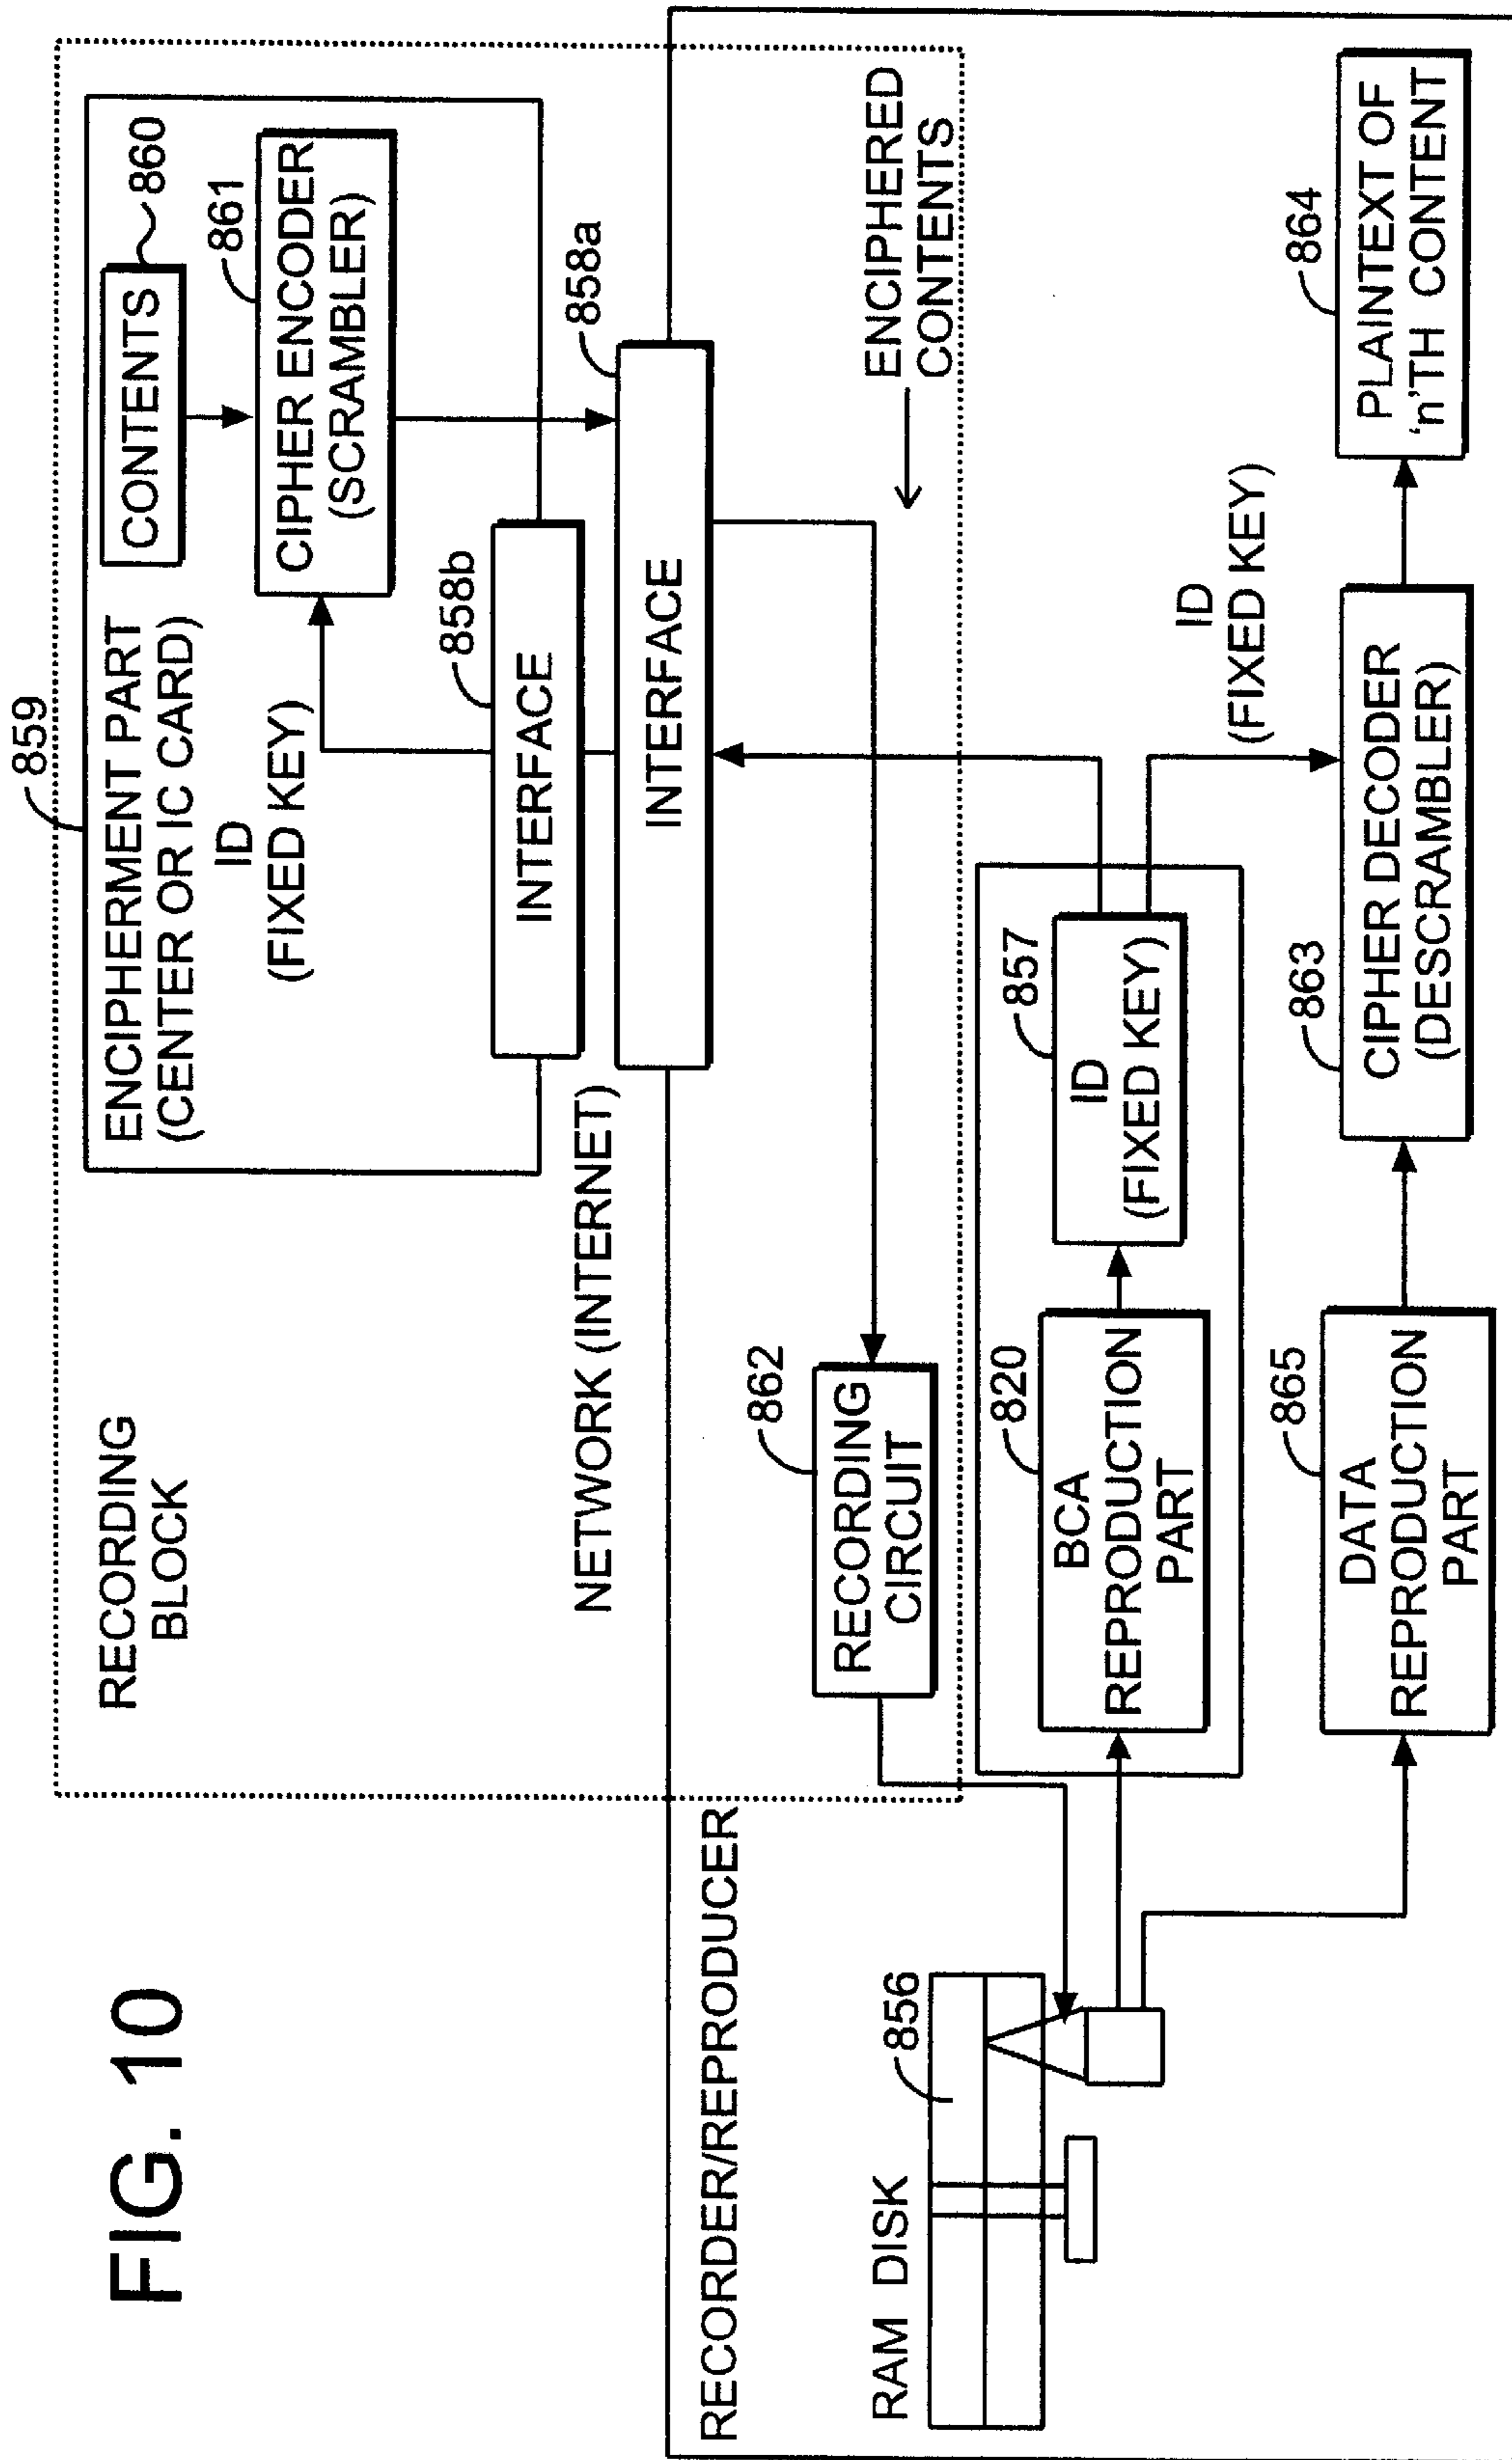 FIG. 10
RECORDING
BLOCK
859
ENCIPHERMENT PART
(CENTER OR IC CARD)
ID
(FIXED KEY)
CONTENTS
860
861
CIPHER ENCODER
(SCRAMBLER)
858b
INTERFACE
NETWORK (INTERNET)
858a
INTERFACE
RECORDER/REPRODUCER
862
RECORDING
CIRCUIT
ENCIPHERED
CONTENTS
RAM DISK
856
820
BCA
REPRODUCTION
PART
857
ID
(FIXED KEY)
ID
(FIXED KEY)
865
DATA
REPRODUCTION
PART
863
CIPHER DECODER
(DESCRAMBLER)
864
PLAINTEXT OF
'n'TH CONTENT